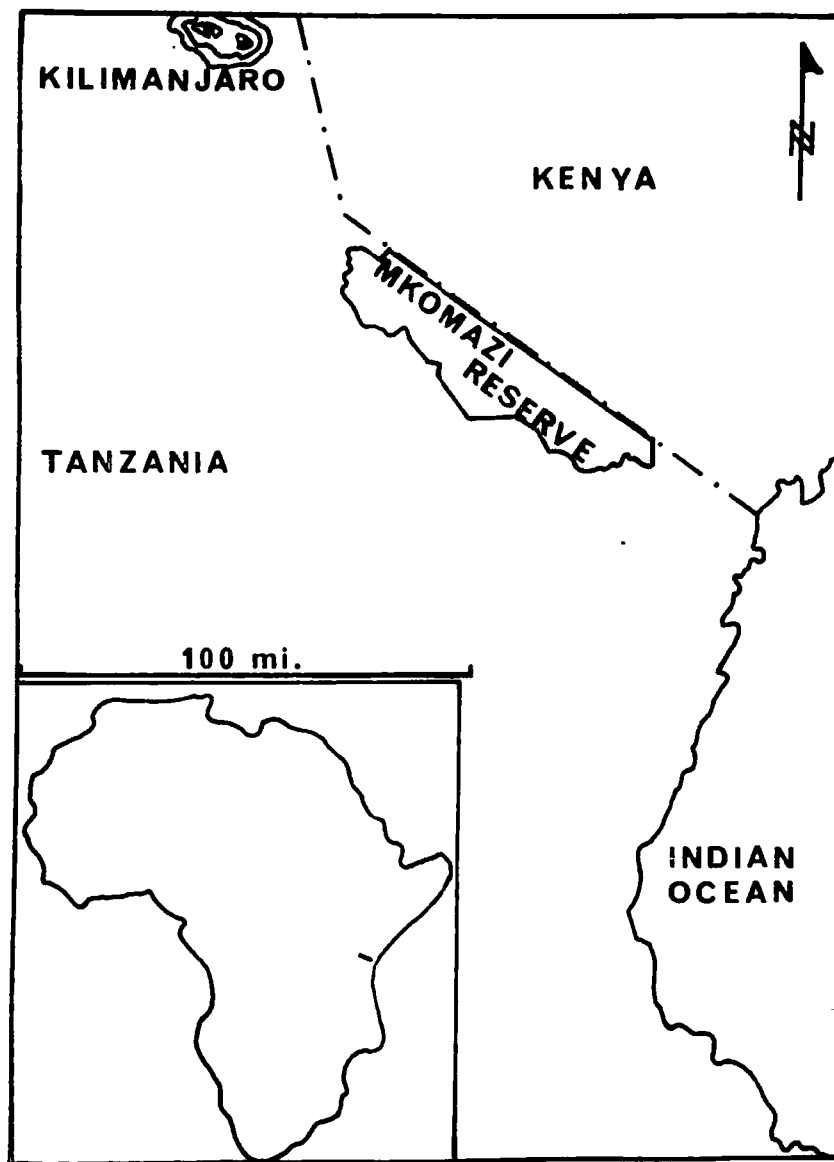 KILIMANJARO
KENYA
N
MKOMAZI
RESERVE
TANZANIA
100 mi.
INDIAN
OCEAN